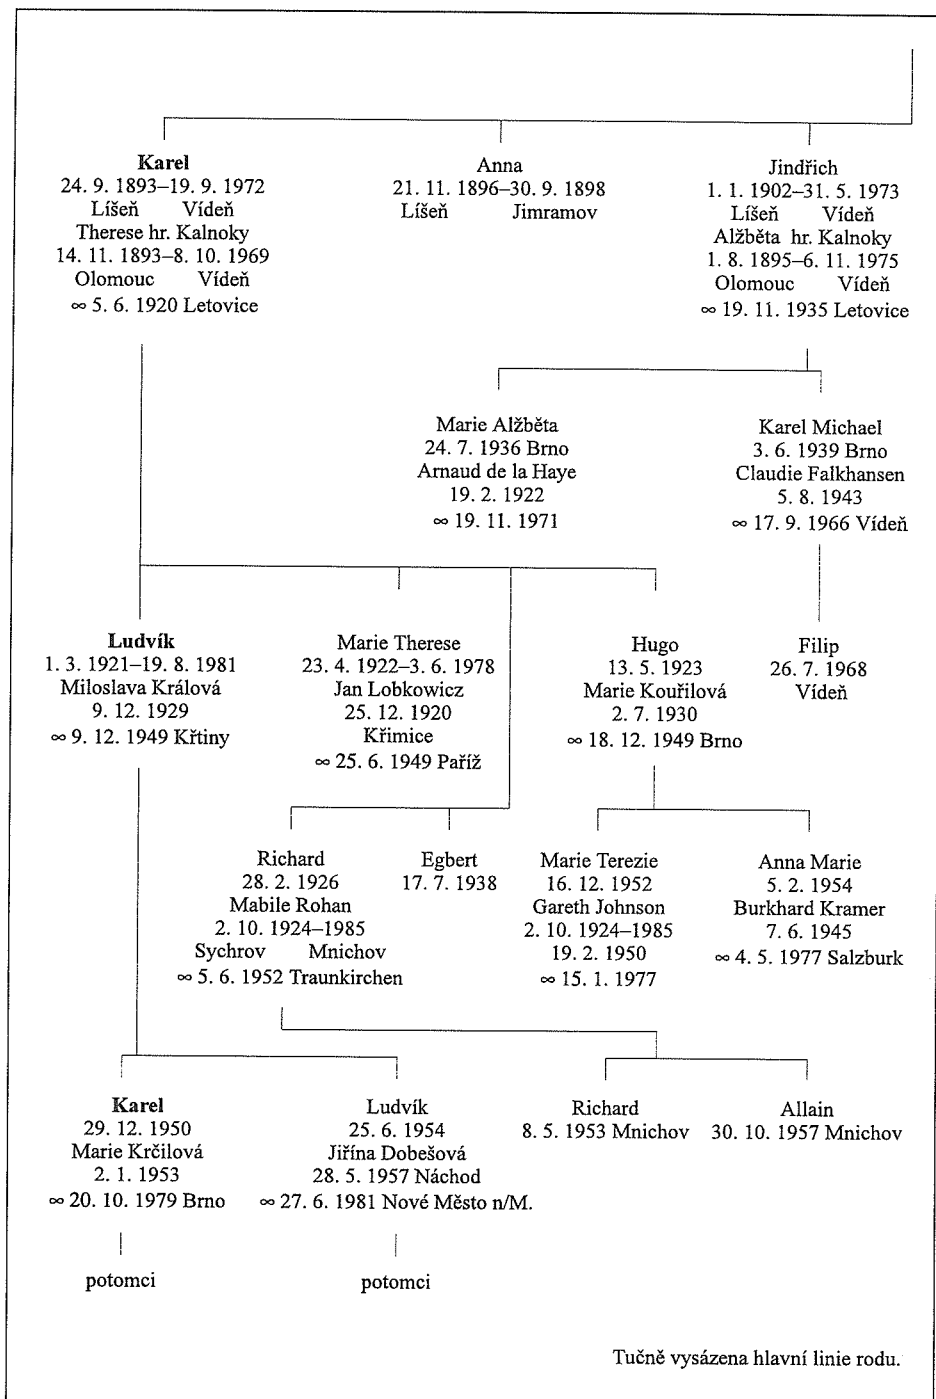 Karel
24. 9. 1893–19. 9. 1972
Líšeň Vídeň
Therese hr. Kalnoky
14. 11. 1893–8. 10. 1969
Olomouc Vídeň
∞ 5. 6. 1920 Letovice
Anna
21. 11. 1896–30. 9. 1898
Líšeň Jimramov
Jindřich
1. 1. 1902–31. 5. 1973
Líšeň Vídeň
Alžběta hr. Kalnoky
1. 8. 1895–6. 11. 1975
Olomouc Vídeň
∞ 19. 11. 1935 Letovice
Marie Alžběta
24. 7. 1936 Brno
Arnaud de la Haye
19. 2. 1922
∞ 19. 11. 1971
Karel Michael
3. 6. 1939 Brno
Claudie Falkhansen
5. 8. 1943
∞ 17. 9. 1966 Vídeň
Ludvík
1. 3. 1921–19. 8. 1981
Miloslava Králová
9. 12. 1929
∞ 9. 12. 1949 Křtiny
Marie Therese
23. 4. 1922–3. 6. 1978
Jan Lobkowicz
25. 12. 1920
Křimice
∞ 25. 6. 1949 Paříž
Hugo
13. 5. 1923
Marie Kouřilová
2. 7. 1930
∞ 18. 12. 1949 Brno
Filip
26. 7. 1968
Vídeň
Richard
28. 2. 1926
Mabile Rohan
2. 10. 1924–1985
Sychrov Mnichov
∞ 5. 6. 1952 Traunkirchen
Egbert
17. 7. 1938
Marie Terezie
16. 12. 1952
Gareth Johnson
2. 10. 1924–1985
19. 2. 1950
∞ 15. 1. 1977
Anna Marie
5. 2. 1954
Burkhard Kramer
7. 6. 1945
∞ 4. 5. 1977 Salzburk
Karel
29. 12. 1950
Marie Krčilová
2. 1. 1953
∞ 20. 10. 1979 Brno
Ludvík
25. 6. 1954
Jiřína Dobešová
28. 5. 1957 Náchod
∞ 27. 6. 1981 Nové Město n/M.
Richard
8. 5. 1953 Mnichov
Allain
30. 10. 1957 Mnichov
potomci
potomci
Tučně vysázena hlavní linie rodu.